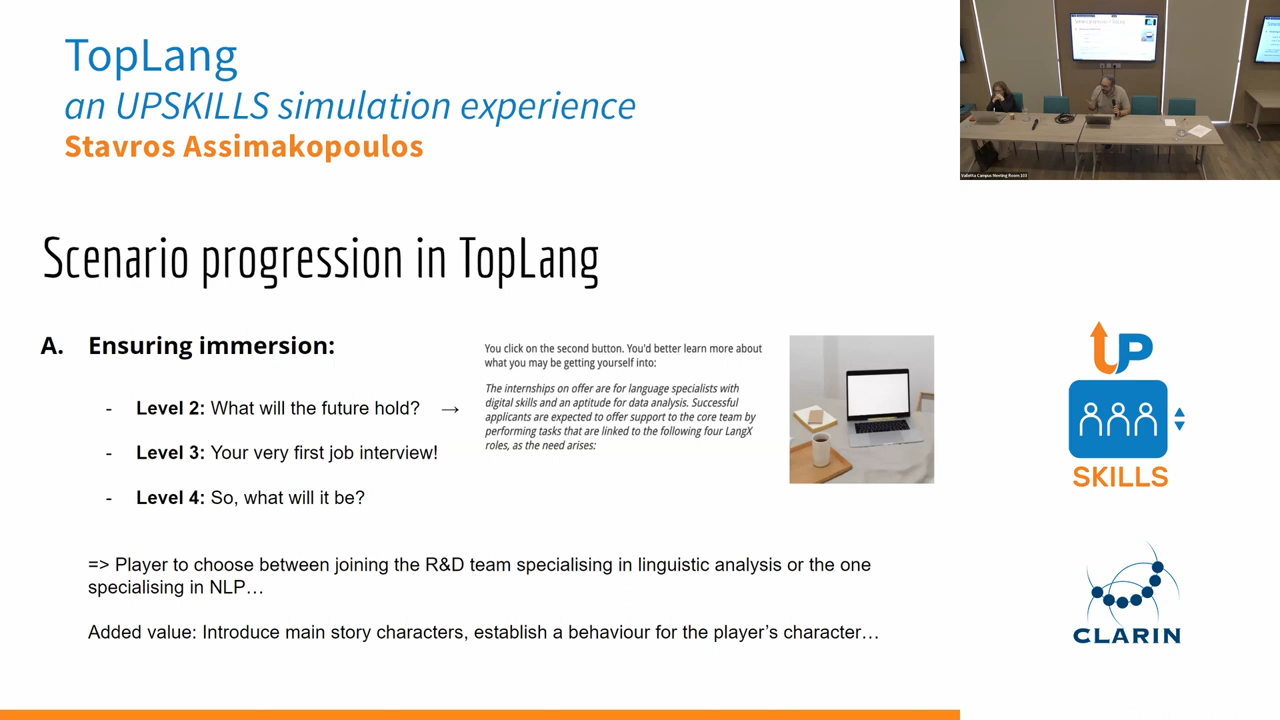 TopLang
an UPSKILLS simulation experience
Stavros Assimakopoulos
Valletta Campus Meeting Room 103
Scenario progression in TopLang
A. Ensuring immersion:
- Level 2: What will the future hold? →
- Level 3: Your very first job interview!
- Level 4: So, what will it be?
You click on the second button. You'd better learn more about
what you may be getting yourself into:
The internships on offer are for language specialists with
digital skills and an aptitude for data analysis. Successful
applicants are expected to offer support to the core team by
performing tasks that are linked to the following four LangX
roles, as the need arises:
=> Player to choose between joining the R&D team specialising in linguistic analysis or the one
specialising in NLP…
Added value: Introduce main story characters, establish a behaviour for the player's character…
UP
SKILLS
CLARIN